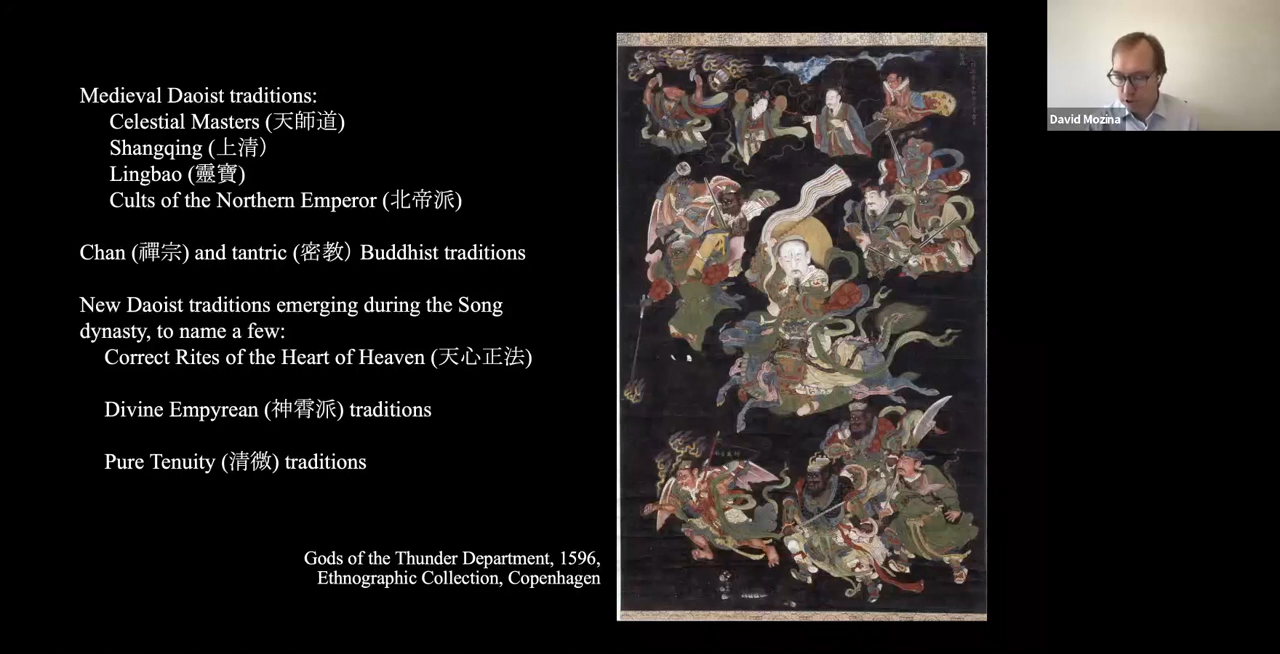 Medieval Daoist traditions:
Celestial Masters (天師道)
Shangqing (上清)
Lingbao (靈寶)
Cults of the Northern Emperor (北帝派)
Chan (禪宗) and tantric (密教) Buddhist traditions
New Daoist traditions emerging during the Song
dynasty, to name a few:
Correct Rites of the Heart of Heaven (天心正法)
Divine Empyrean (神霄派) traditions
Pure Tenuity (清微) traditions
Gods of the Thunder Department, 1596,
Ethnographic Collection, Copenhagen
David Mozina